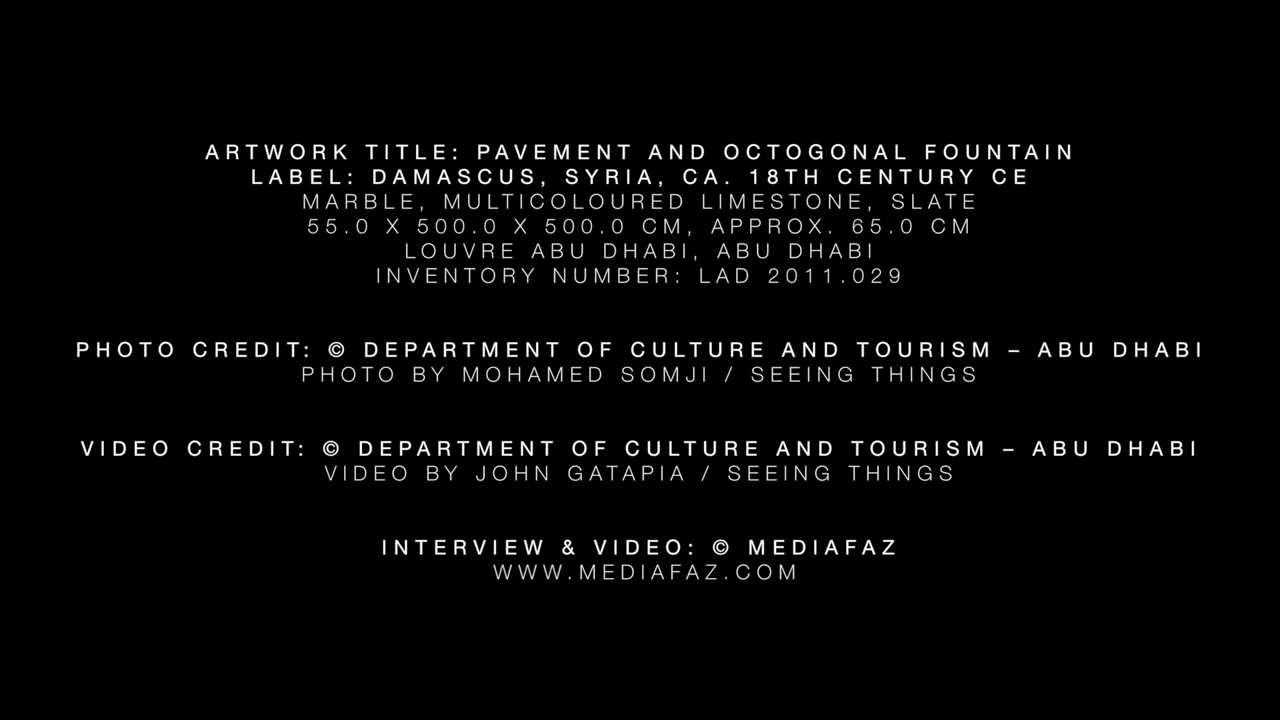 ARTWORK TITLE: PAVEMENT AND OCTOGONAL FOUNTAIN
LABEL: DAMASCUS, SYRIA, CA. 18TH CENTURY CE
MARBLE, MULTICOLOURED LIMESTONE, SLATE
55.0 X 500.0 X 500.0 CM, APPROX. 65.0 CM
LOUVRE ABU DHABI, ABU DHABI
INVENTORY NUMBER: LAD 2011.029
PHOTO CREDIT: © DEPARTMENT OF CULTURE AND TOURISM – ABU DHABI
PHOTO BY MOHAMED SOMJI / SEEING THINGS
VIDEO CREDIT: © DEPARTMENT OF CULTURE AND TOURISM – ABU DHABI
VIDEO BY JOHN GATAPIA / SEEING THINGS
INTERVIEW & VIDEO: © MEDIAFAZ
WWW.MEDIAFAZ.COM